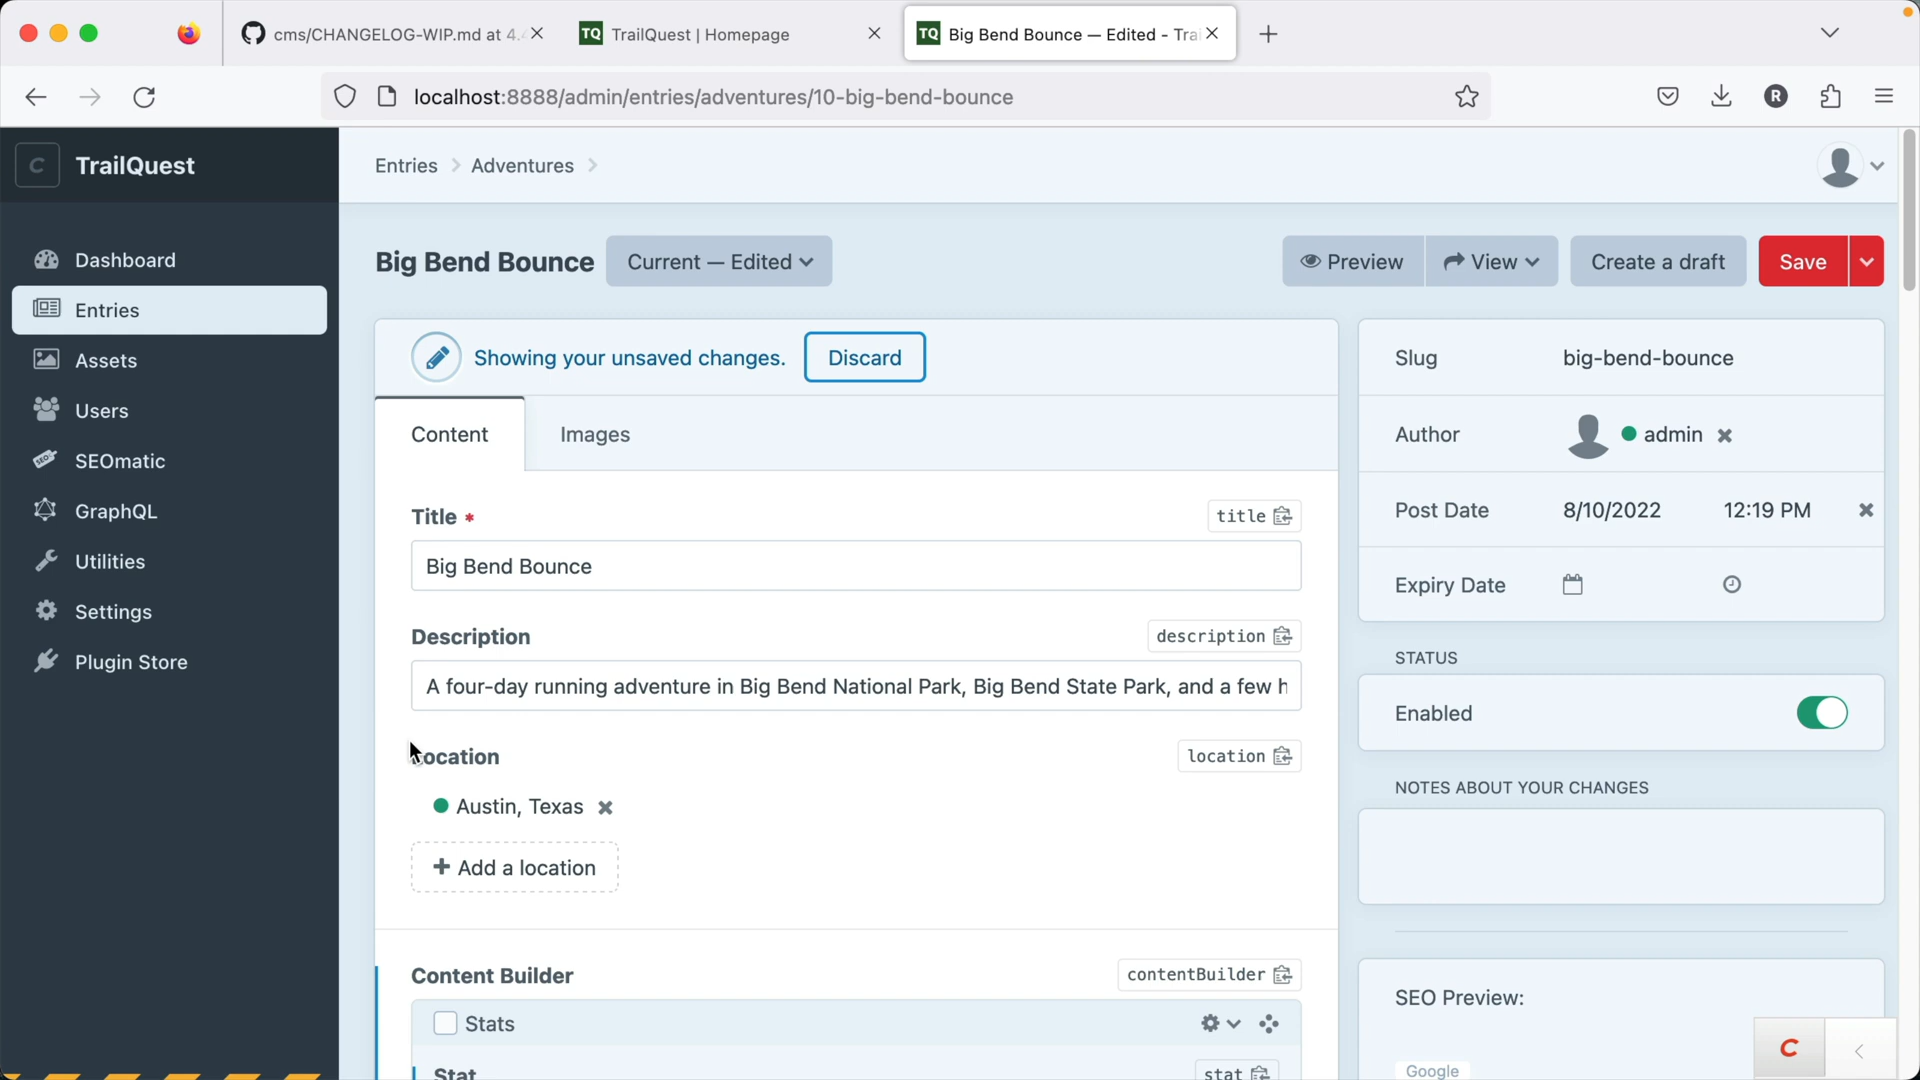 cms/CHANGELOG-WIP.md at 4.
TQ TrailQuest | Homepage
TQ Big Bend Bounce — Edited - Tra
localhost:8888/admin/entries/adventures/10-big-bend-bounce
R
C TrailQuest
Entries
Adventures
Dashboard
Entries
Assets
Users
SEOmatic
GraphQL
Utilities
Settings
Plugin Store
Big Bend Bounce
Current — Edited
Preview
View
Create a draft
Save
Showing your unsaved changes.
Discard
Content
Images
Title *
title
Big Bend Bounce
Description
description
A four-day running adventure in Big Bend National Park, Big Bend State Park, and a few h
Location
location
Austin, Texas
+ Add a location
Content Builder
contentBuilder
Stats
Stat
stat
Slug
big-bend-bounce
Author
admin
Post Date
8/10/2022
12:19 PM
Expiry Date
STATUS
Enabled
NOTES ABOUT YOUR CHANGES
SEO Preview:
Google
C